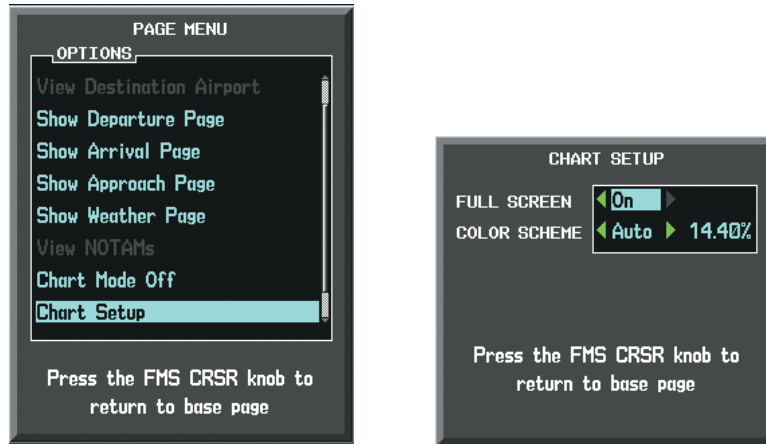 PAGE MENU
OPTIONS
View Destination Airport
Show Departure Page
Show Arrival Page
Show Approach Page
Show Weather Page
View NOTAMs
Chart Mode Off
Chart Setup
Press the FMS CRSR knob to
return to base page
CHART SETUP
FULL SCREEN On
COLOR SCHEME Auto 14.40%
Press the FMS CRSR knob to
return to base page